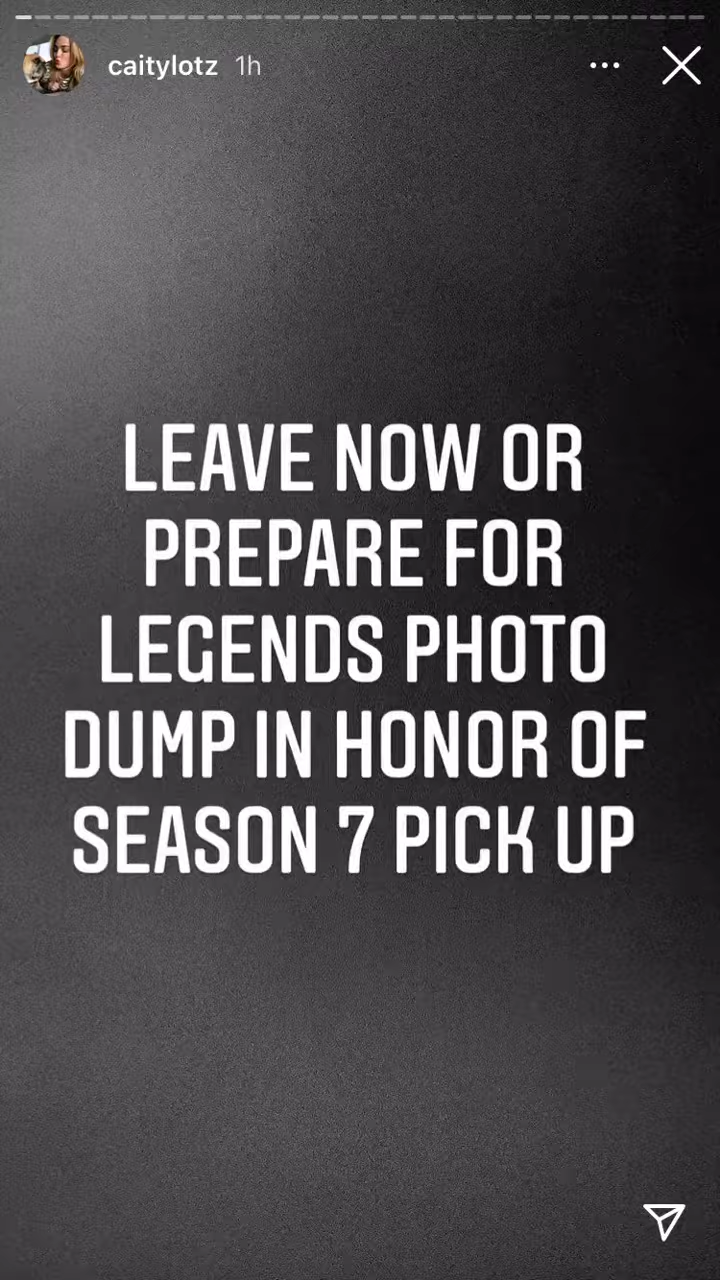 caitylotz 1h
LEAVE NOW OR
PREPARE FOR
LEGENDS PHOTO
DUMP IN HONOR OF
SEASON 7 PICK UP